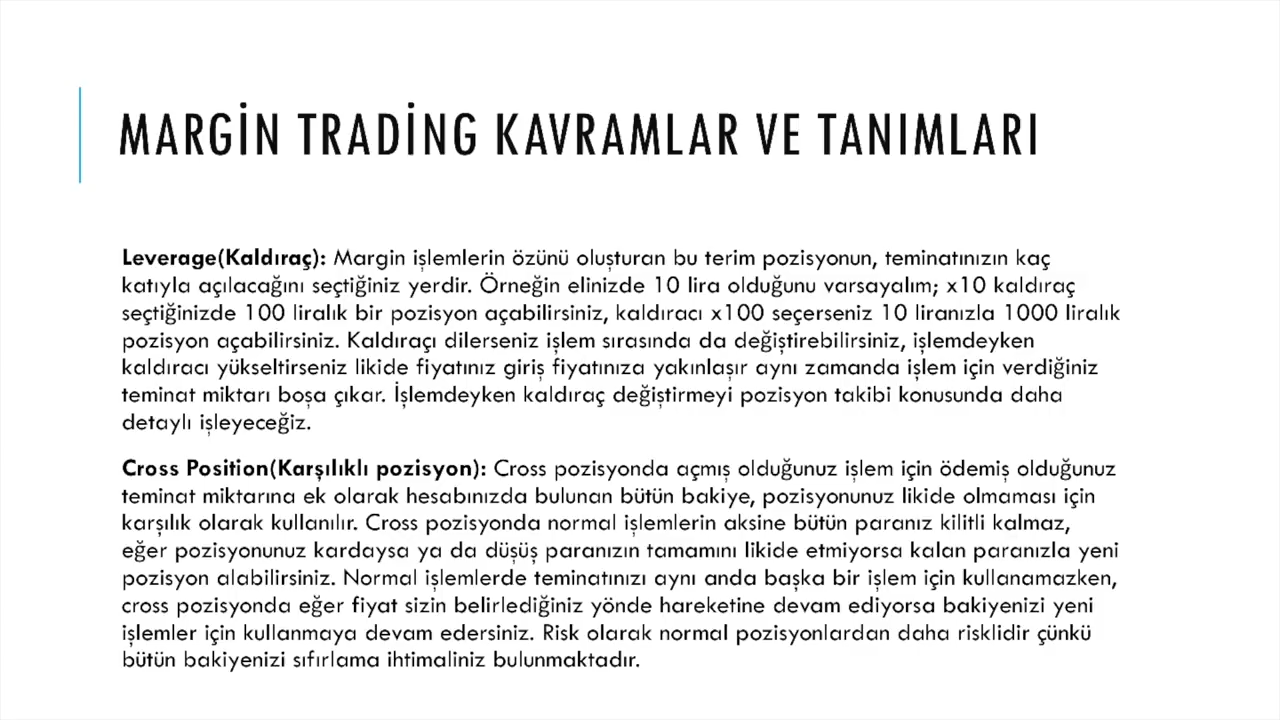 MARGİN TRADİNG KAVRAMLAR VE TANIMLARI
Leverage(Kaldıraç): Margin işlemlerin özünü oluşturan bu terim pozisyonun, teminatınızın kaç
katıyla açılacağını seçtiğiniz yerdir. Örneğin elinizde 10 lira olduğunu varsayalım; x10 kaldıraç
seçtiğinizde 100 liralık bir pozisyon açabilirsiniz, kaldıracı x100 seçerseniz 10 liranızla 1000 liralık
pozisyon açabilirsiniz. Kaldıraçı dilerseniz işlem sırasında da değiştirebilirsiniz, işlemdeyken
kaldıracı yükseltirseniz likide fiyatınız giriş fiyatınıza yakınlaşır aynı zamanda işlem için verdiğiniz
teminat miktarı boşa çıkar. İşlemdeyken kaldıraç değiştirmeyi pozisyon takibi konusunda daha
detaylı işleyeceğiz.
Cross Position(Karşılıklı pozisyon): Cross pozisyonda açmış olduğunuz işlem için ödemiş olduğunuz
teminat miktarına ek olarak hesabınızda bulunan bütün bakiye, pozisyonunuz likide olmaması için
karşılık olarak kullanılır. Cross pozisyonda normal işlemlerin aksine bütün paranız kilitli kalmaz,
eğer pozisyonunuz kardaysa ya da düşüş paranızın tamamını likide etmiyorsa kalan paranızla yeni
pozisyon alabilirsiniz. Normal işlemlerde teminatınızı aynı anda başka bir işlem için kullanamazken,
cross pozisyonda eğer fiyat sizin belirlediğiniz yönde hareketine devam ediyorsa bakiyenizi yeni
işlemler için kullanmaya devam edersiniz. Risk olarak normal pozisyonlardan daha risklidir çünkü
bütün bakiyenizi sıfırlama ihtimaliniz bulunmaktadır.